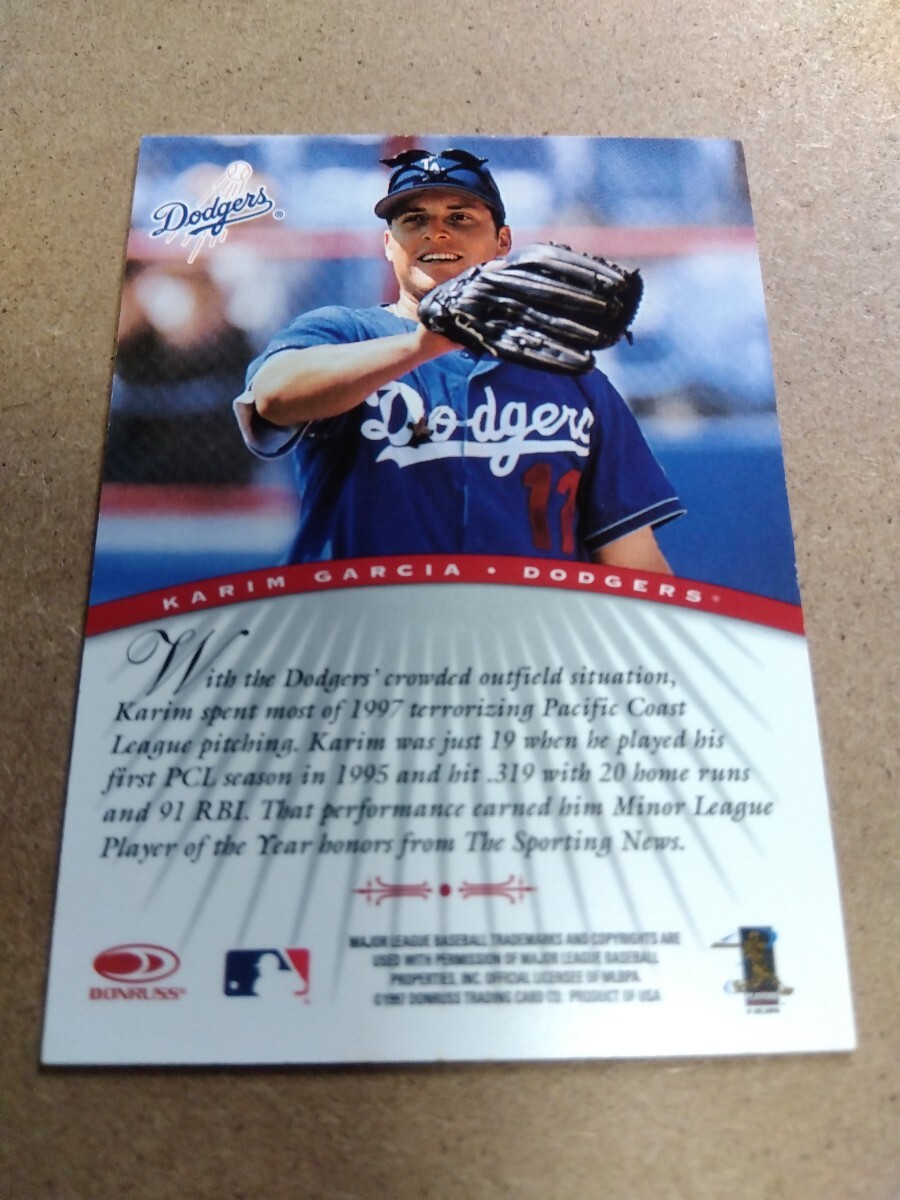 Dodgers®
LA
Dodgers
11
KARIM GARCIA • DODGERS
With the Dodgers' crowded outfield situation,
Karim spent most of 1997 terrorizing Pacific Coast
League pitching. Karim was just 19 when he played his
first PCL season in 1995 and hit .319 with 20 home runs
and 91 RBI. That performance earned him Minor League
Player of the Year honors from The Sporting News.
DONRUSS®
MAJOR LEAGUE BASEBALL TRADEMARKS AND COPYRIGHTS ARE
USED WITH PERMISSION OF MAJOR LEAGUE BASEBALL
PROPERTIES, INC. OFFICIAL LICENSEE OF MLBPA.
©1997 DONRUSS TRADING CARD CO. PRODUCT OF USA